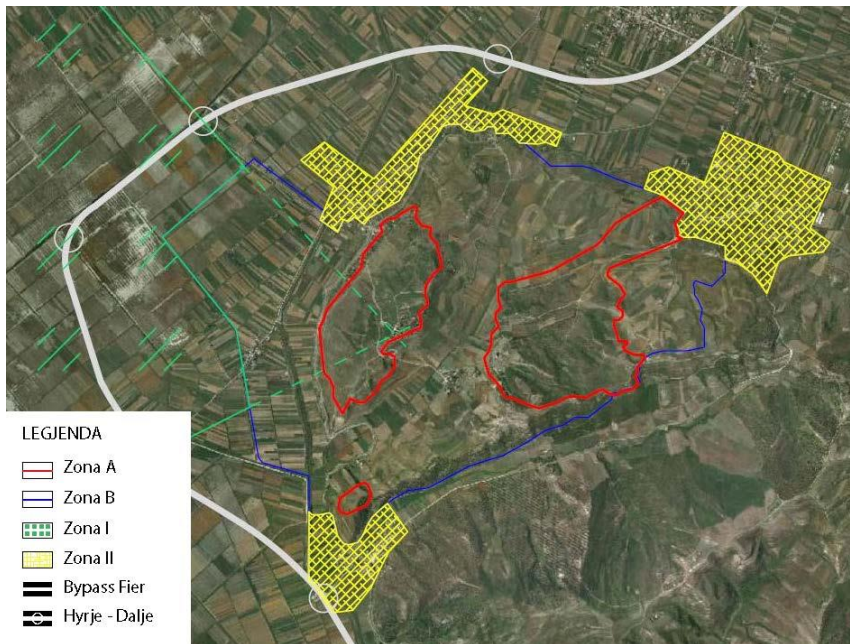 LEGJENDA
Zona A
Zona B
Zona I
Zona II
Bypass Fier
Hyrje - Dalje